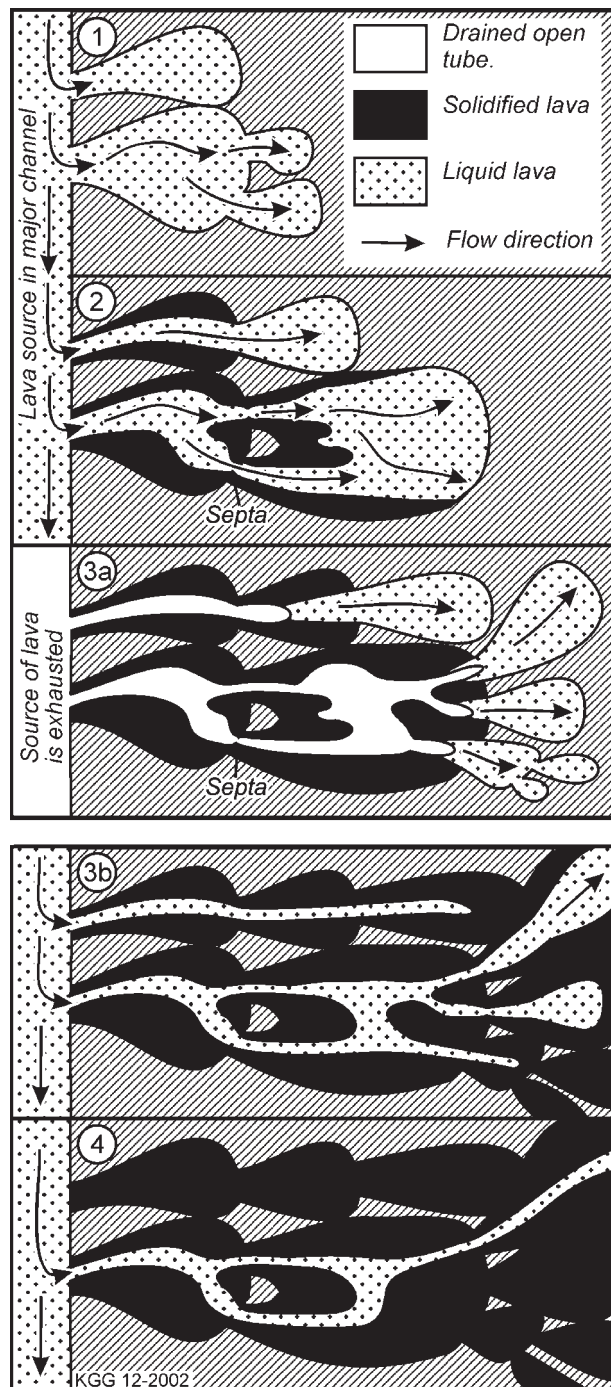 1
Drained open
tube.
Solidified lava
Liquid lava
Flow direction
Lava source in major channel
2
Septa
3a
Source of lava
is exhausted
Septa
3b
4
KGG 12-2002